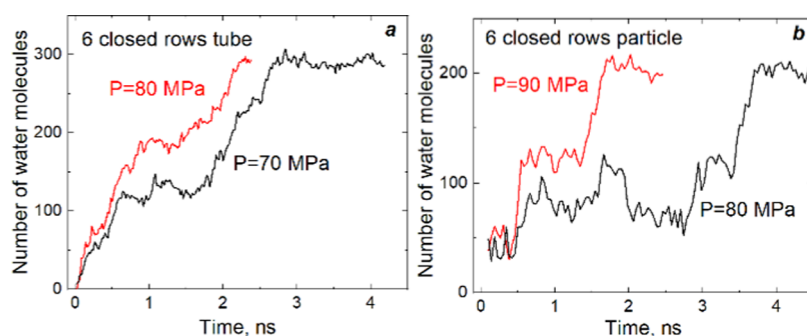 6 closed rows tube
a
P=80 MPa
P=70 MPa
Number of water molecules
300
200
100
0
0
1
2
3
4
Time, ns
6 closed rows particle
b
P=90 MPa
P=80 MPa
Number of water molecules
200
100
0
0
1
2
3
4
Time, ns